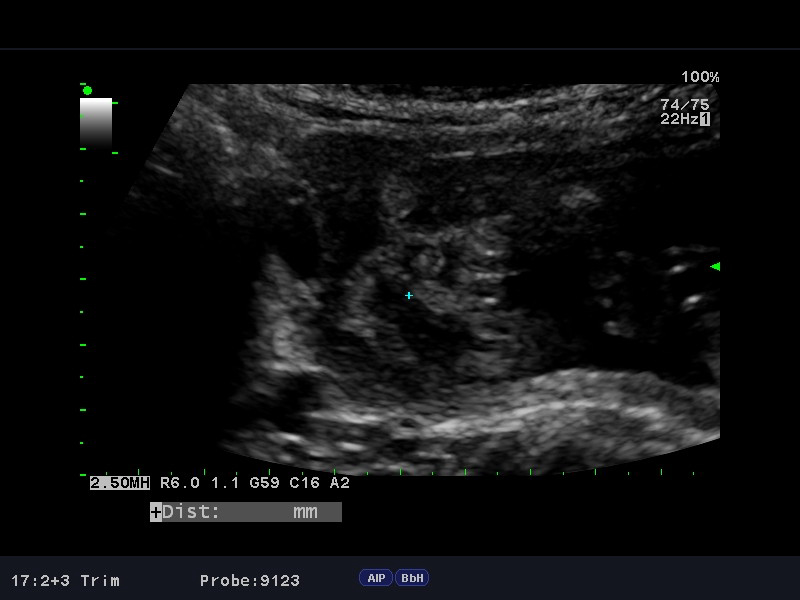 100%
74/75
22Hz1
2.50MH R6.0 1.1 G59 C16 A2
+Dist: mm
17:2+3 Trim Probe:9123 AIP BbH